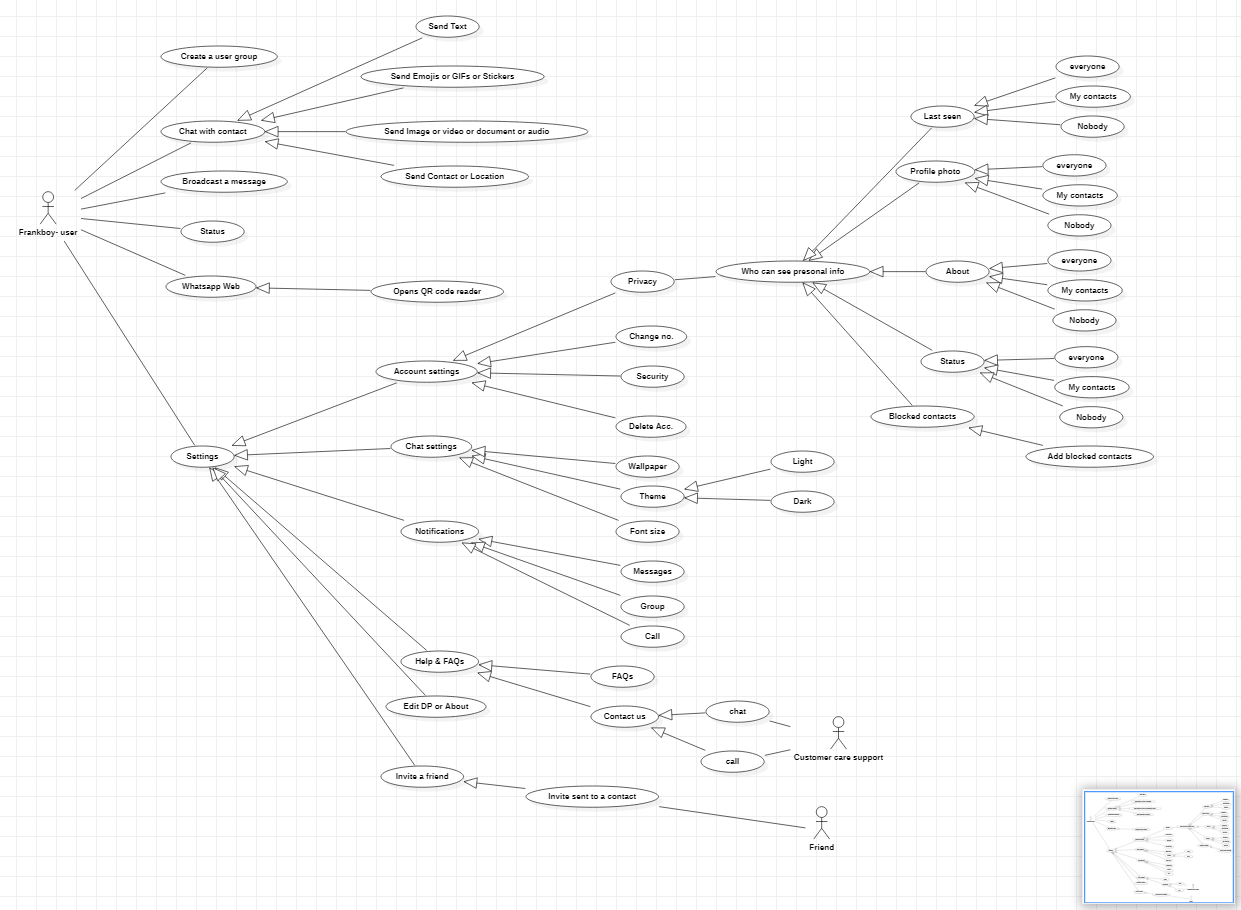 Send Text
Create a user group
Send Emojis or GIFs or Stickers
Chat with contact
Send Image or video or document or audio
Send Contact or Location
Broadcast a message
Frankboy- user
Status
Whatsapp Web
Opens QR code reader
everyone
My contacts
Last seen
Nobody
everyone
Profile photo
My contacts
Nobody
Privacy
Who can see presonal info
About
everyone
My contacts
Nobody
Change no.
Account settings
Security
Delete Acc.
Status
everyone
My contacts
Nobody
Blocked contacts
Add blocked contacts
Settings
Chat settings
Wallpaper
Theme
Light
Dark
Font size
Notifications
Messages
Group
Call
Help & FAQs
FAQs
Edit DP or About
Contact us
chat
call
Customer care support
Invite a friend
Invite sent to a contact
Friend